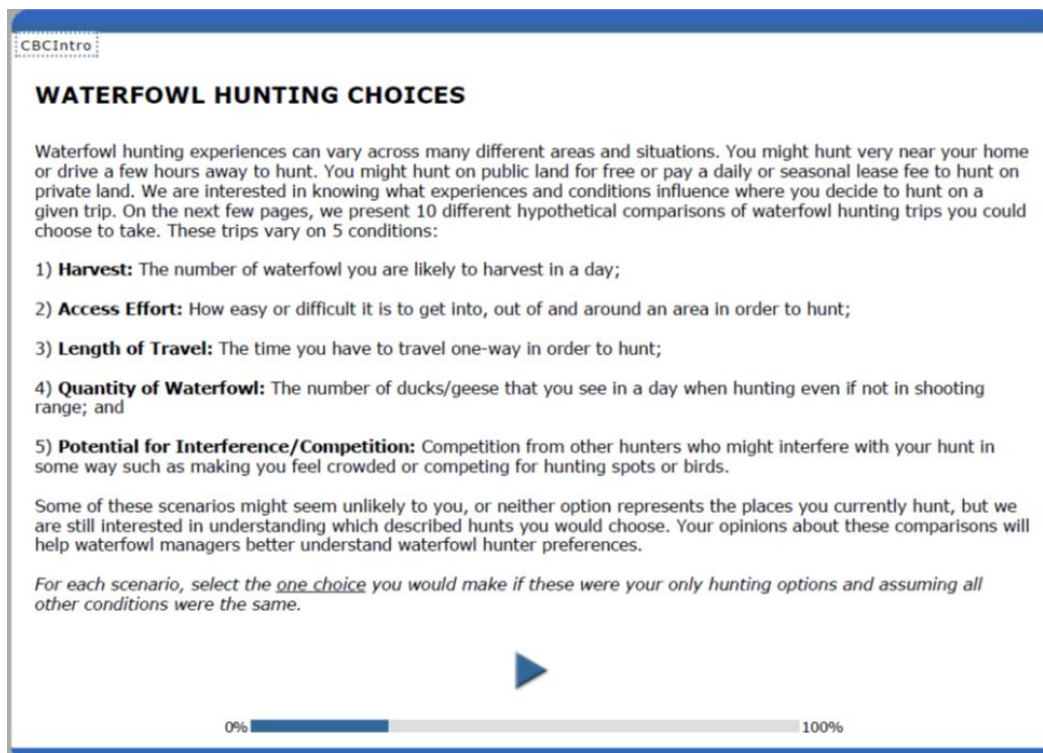 CBCIntro
WATERFOWL HUNTING CHOICES
Waterfowl hunting experiences can vary across many different areas and situations. You might hunt very near your home
or drive a few hours away to hunt. You might hunt on public land for free or pay a daily or seasonal lease fee to hunt on
private land. We are interested in knowing what experiences and conditions influence where you decide to hunt on a
given trip. On the next few pages, we present 10 different hypothetical comparisons of waterfowl hunting trips you could
choose to take. These trips vary on 5 conditions:
1) Harvest: The number of waterfowl you are likely to harvest in a day;
2) Access Effort: How easy or difficult it is to get into, out of and around an area in order to hunt;
3) Length of Travel: The time you have to travel one-way in order to hunt;
4) Quantity of Waterfowl: The number of ducks/geese that you see in a day when hunting even if not in shooting
range; and
5) Potential for Interference/Competition: Competition from other hunters who might interfere with your hunt in
some way such as making you feel crowded or competing for hunting spots or birds.
Some of these scenarios might seem unlikely to you, or neither option represents the places you currently hunt, but we
are still interested in understanding which described hunts you would choose. Your opinions about these comparisons will
help waterfowl managers better understand waterfowl hunter preferences.
For each scenario, select the one choice you would make if these were your only hunting options and assuming all
other conditions were the same.
0% 100%